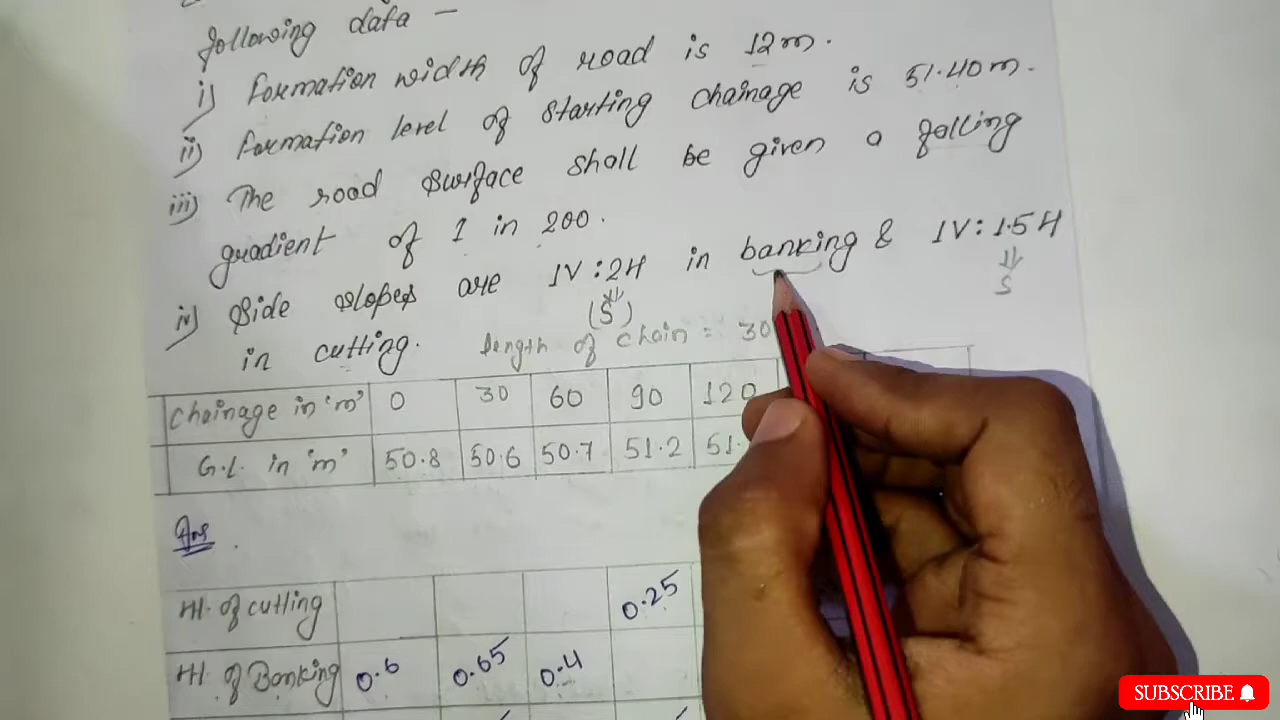 following data -
i) Formation width of road is 12m.
ii) Formation level of starting chainage is 51.40m.
iii) The road surface shall be given a falling
gradient of 1 in 200.
iv) Side slopes are 1V:2H in banking & 1V:1.5H
(S) S
in cutting. length of chain = 30
Chainage in 'm' 0 30 60 90 120
G.L. in 'm' 50.8 50.6 50.7 51.2 51.
Ans
Ht. of cutting 0.25
Ht. of Banking 0.6 0.65 0.4
SUBSCRIBE